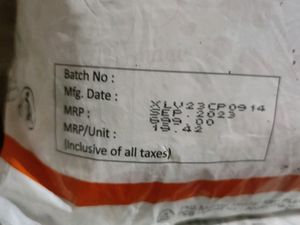 Batch No :
Mfg. Date :
MRP :
MRP/Unit :
(Inclusive of all taxes)
XLV23CP0914
SEP. 2023
699.00
19.42